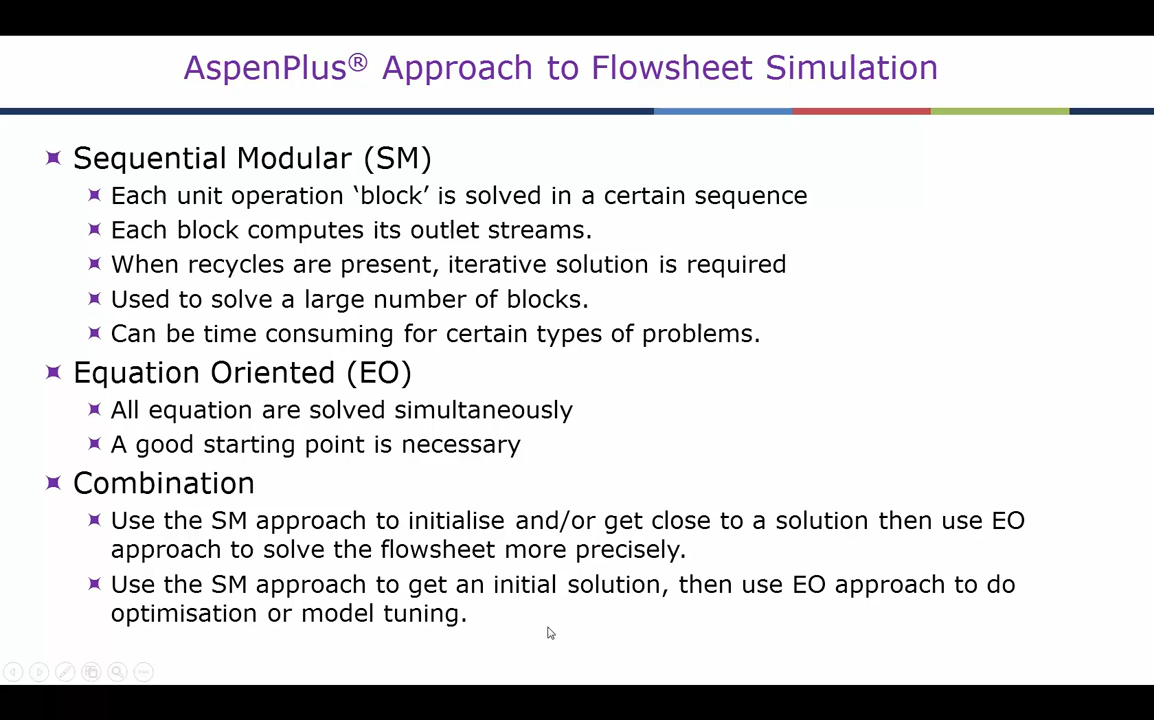 AspenPlus® Approach to Flowsheet Simulation
Sequential Modular (SM)
Each unit operation ‘block’ is solved in a certain sequence
Each block computes its outlet streams.
When recycles are present, iterative solution is required
Used to solve a large number of blocks.
Can be time consuming for certain types of problems.
Equation Oriented (EO)
All equation are solved simultaneously
A good starting point is necessary
Combination
Use the SM approach to initialise and/or get close to a solution then use EO
approach to solve the flowsheet more precisely.
Use the SM approach to get an initial solution, then use EO approach to do
optimisation or model tuning.